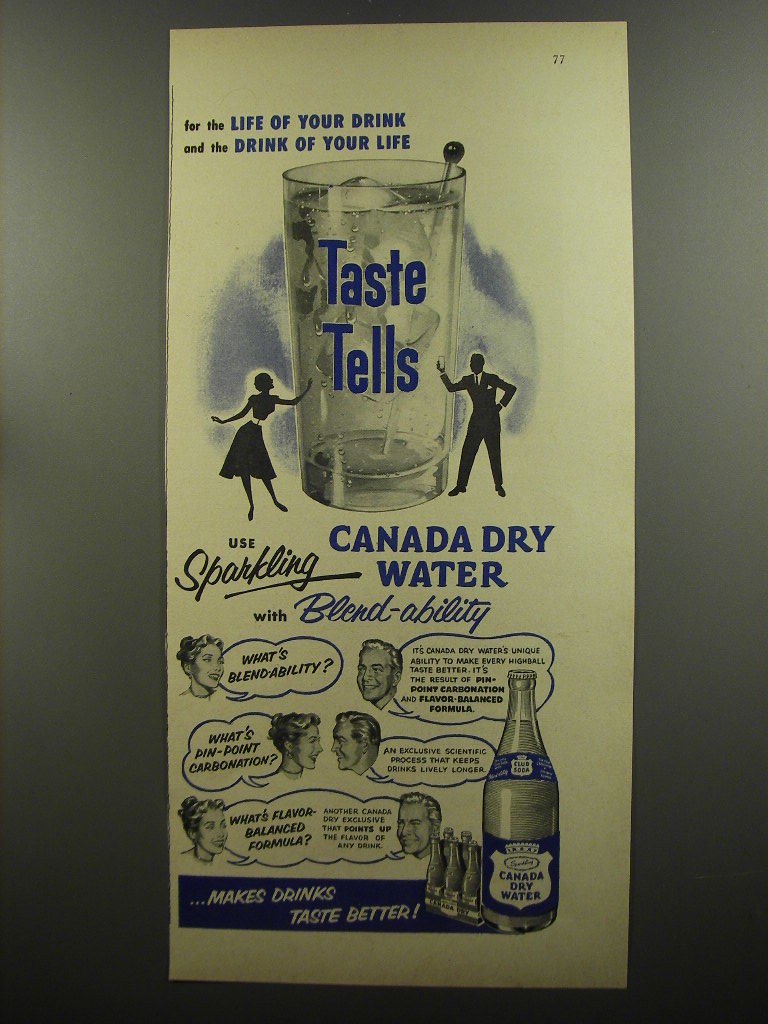 77
for the LIFE OF YOUR DRINK
and the DRINK OF YOUR LIFE
Taste
Tells
USE
Sparkling
CANADA DRY
WATER
with Blend-ability
WHAT'S
BLEND-ABILITY?
IT'S CANADA DRY WATER'S UNIQUE
ABILITY TO MAKE EVERY HIGHBALL
TASTE BETTER. IT'S
THE RESULT OF PIN-
POINT CARBONATION
AND FLAVOR-BALANCED
FORMULA.
WHAT'S
PIN-POINT
CARBONATION?
AN EXCLUSIVE SCIENTIFIC
PROCESS THAT KEEPS
DRINKS LIVELY LONGER.
WHAT'S FLAVOR-
BALANCED
FORMULA?
ANOTHER CANADA
DRY EXCLUSIVE
THAT POINTS UP
THE FLAVOR OF
ANY DRINK.
CLUB
SODA
Sparkling
CANADA
DRY
WATER
CANADA DRY
...MAKES DRINKS
TASTE BETTER!